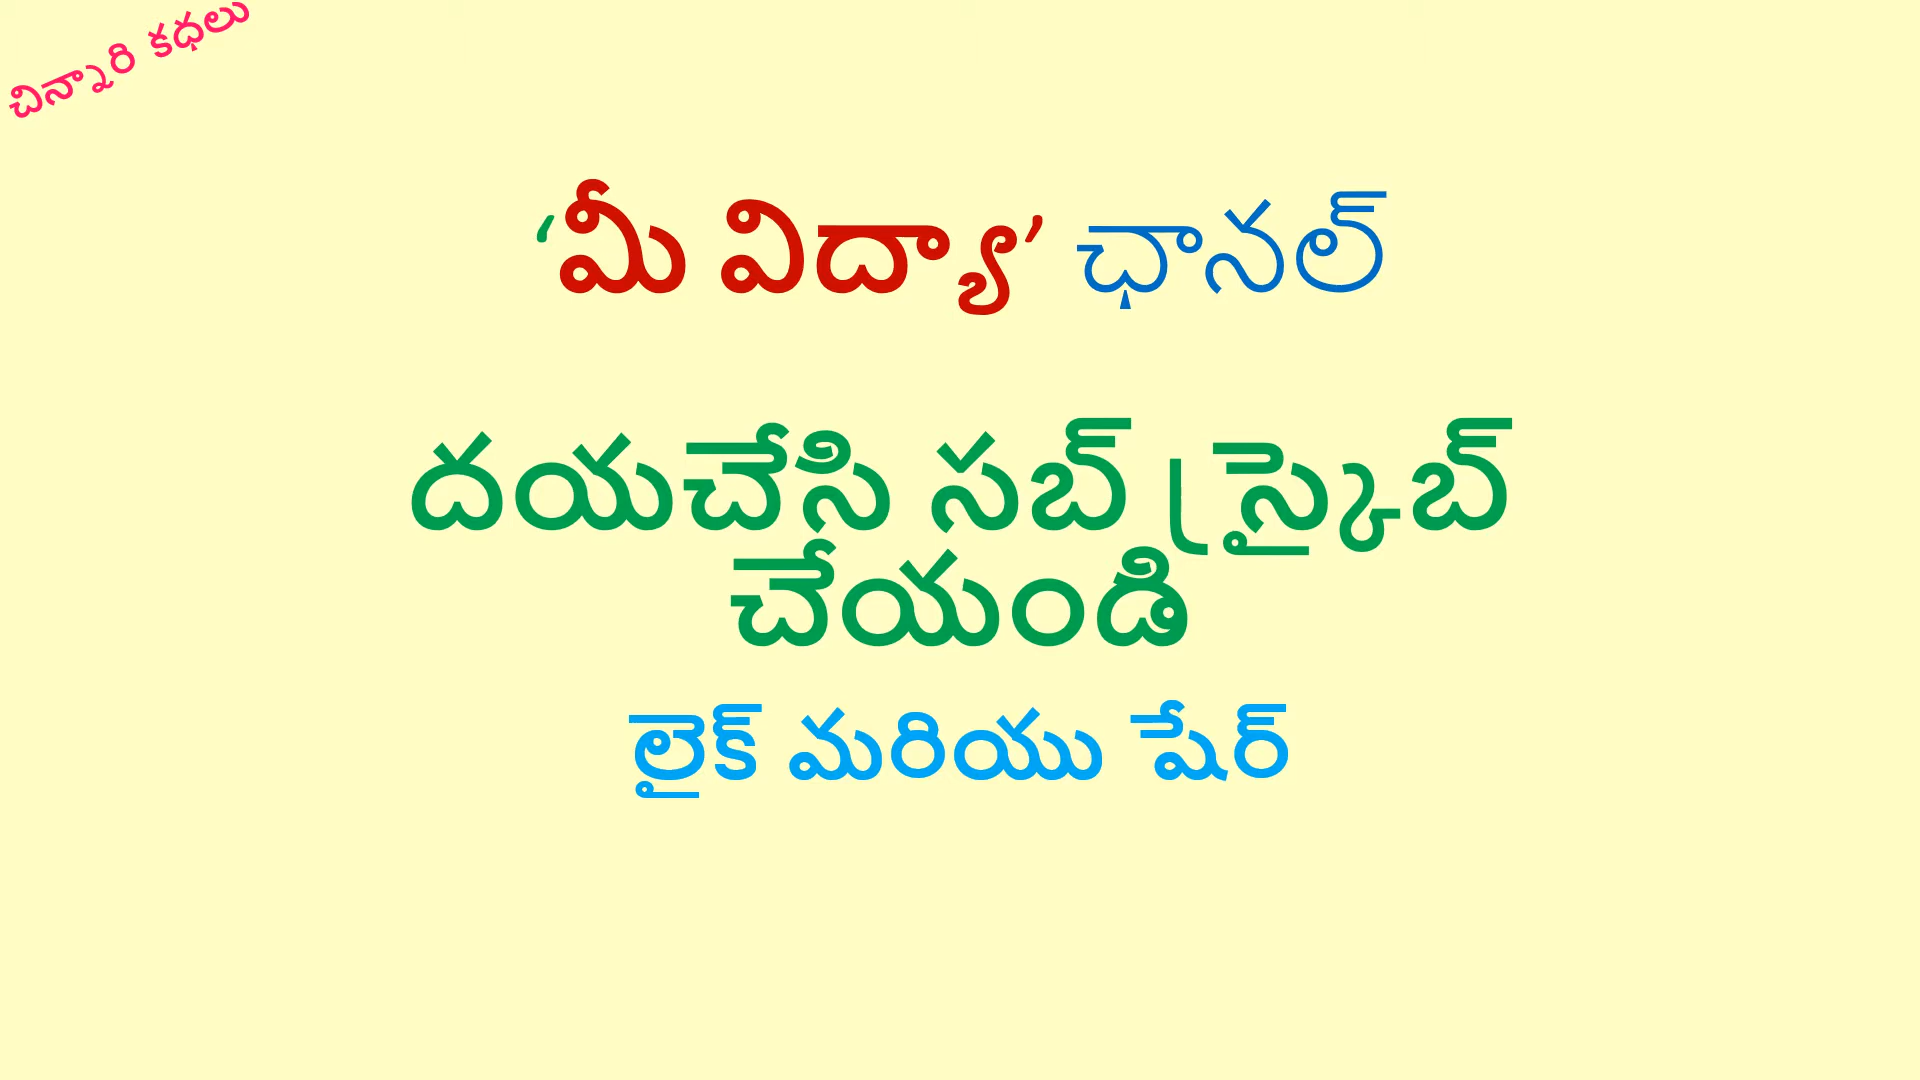 చిన్నారి కథలు
‘మీ విద్యా’ ఛానల్
దయచేసి సబ్ స్క్రైబ్
చేయండి
లైక్ మరియు షేర్